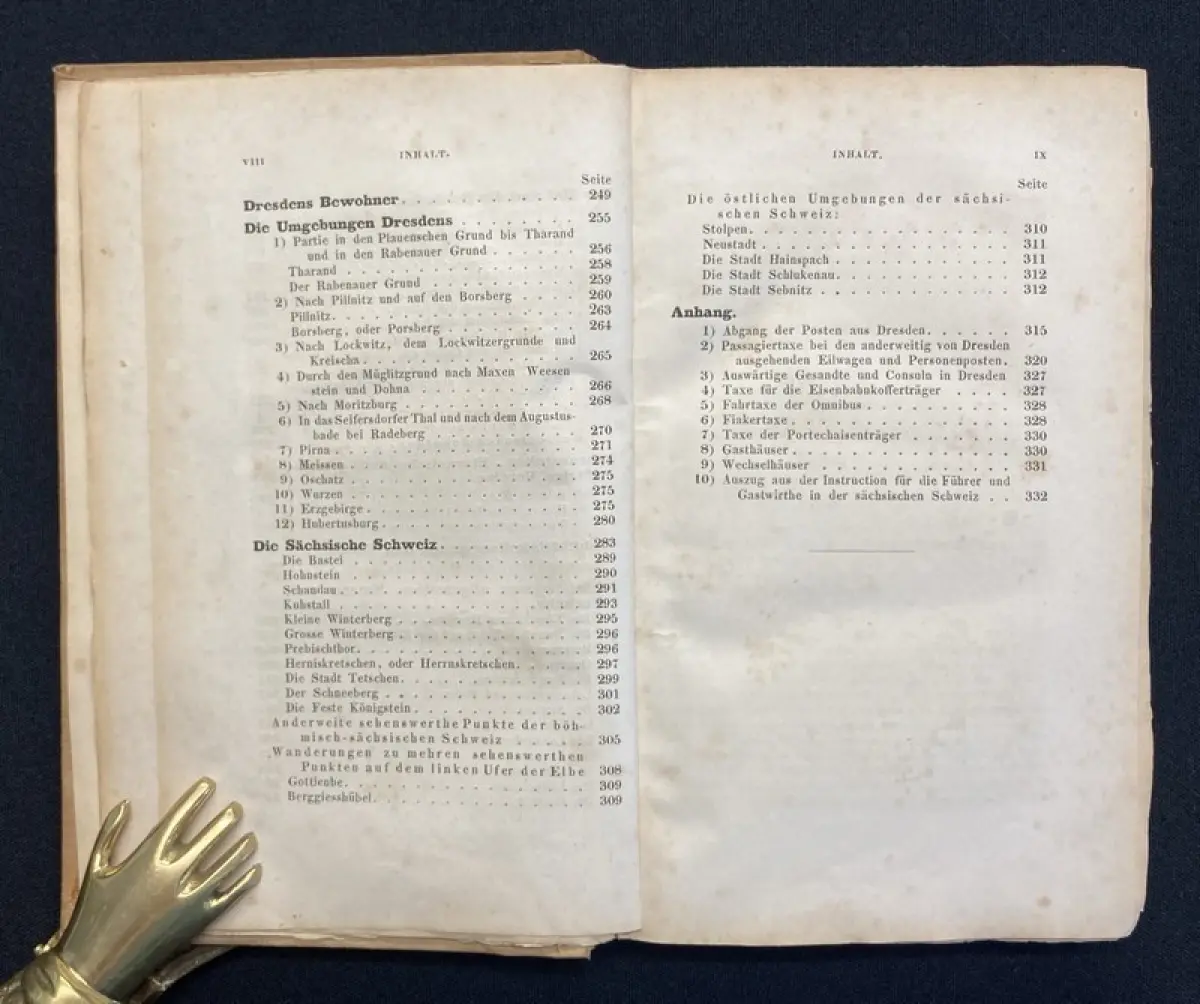 VIII INHALT.
Seite
Dresdens Bewohner. . . . . . . . . . . . 249
Die Umgebungen Dresdens . . . . . . . . 255
1) Partie in den Plauenschen Grund bis Tharand
und in den Rabenauer Grund . . . . . . 256
Tharand . . . . . . . . . . . . . . 258
Der Rabenauer Grund . . . . . . . . 259
2) Nach Pillnitz und auf den Borsberg . . . . 260
Pillnitz. . . . . . . . . . . . . . . 263
Borsberg, oder Porsberg . . . . . . . . 264
3) Nach Lockwitz, dem Lockwitzergrunde und
Kreischa. . . . . . . . . . . . . . 265
4) Durch den Müglitzgrund nach Maxen Weesen
stein und Dohna . . . . . . . . . . 266
5) Nach Moritzburg . . . . . . . . . . . 268
6) In das Seifersdorfer Thal und nach dem Augustus-
bade bei Radeberg . . . . . . . . . 270
7) Pirna . . . . . . . . . . . . . . . 271
8) Meissen . . . . . . . . . . . . . . 274
9) Oschatz . . . . . . . . . . . . . . 275
10) Wurzen . . . . . . . . . . . . . . 275
11) Erzgebirge. . . . . . . . . . . . . 275
12) Hubertusburg. . . . . . . . . . . . 280
Die Sächsische Schweiz. . . . . . . . . . 283
Die Bastei . . . . . . . . . . . . . 289
Hohnstein . . . . . . . . . . . . . 290
Schandau. . . . . . . . . . . . . . 291
Kuhstall . . . . . . . . . . . . . . 293
Kleine Winterberg . . . . . . . . . . 295
Grosse Winterberg . . . . . . . . . . 296
Prebischthor. . . . . . . . . . . . . 296
Herniskretschen, oder Herrnskretschen. . . . 297
Die Stadt Tetschen. . . . . . . . . . 299
Der Schneeberg . . . . . . . . . . . 301
Die Feste Königstein . . . . . . . . . 302
Anderweite sehenswerthe Punkte der böh-
misch-sächsischen Schweiz . . . . . 305
Wanderungen zu mehren sehenswerthen
Punkten auf dem linken Ufer der Elbe 308
Gottleube. . . . . . . . . . . . . . 309
Berggiesshübel. . . . . . . . . . . . 309
INHALT. IX
Seite
Die östlichen Umgebungen der sächsi-
schen Schweiz:
Stolpen. . . . . . . . . . . . . . . 310
Neustadt . . . . . . . . . . . . . . 311
Die Stadt Hainspach . . . . . . . . . 311
Die Stadt Schlukenau. . . . . . . . . 312
Die Stadt Sebnitz . . . . . . . . . . 312
Anhang.
1) Abgang der Posten aus Dresden. . . . . . 315
2) Passagiertaxe bei den anderweitig von Dresden
ausgehenden Eilwagen und Personenposten. 320
3) Auswärtige Gesandte und Consuln in Dresden 327
4) Taxe für die Eisenbahnkofferträger . . . . 327
5) Fahrtaxe der Omnibus . . . . . . . . . 328
6) Fiakertaxe. . . . . . . . . . . . . . 328
7) Taxe der Portechaisenträger . . . . . . . 330
8) Gasthäuser. . . . . . . . . . . . . . 330
9) Wechselhäuser . . . . . . . . . . . . 331
10) Auszug aus der Instruction für die Führer und
Gastwirthe in der sächsischen Schweiz . . 332